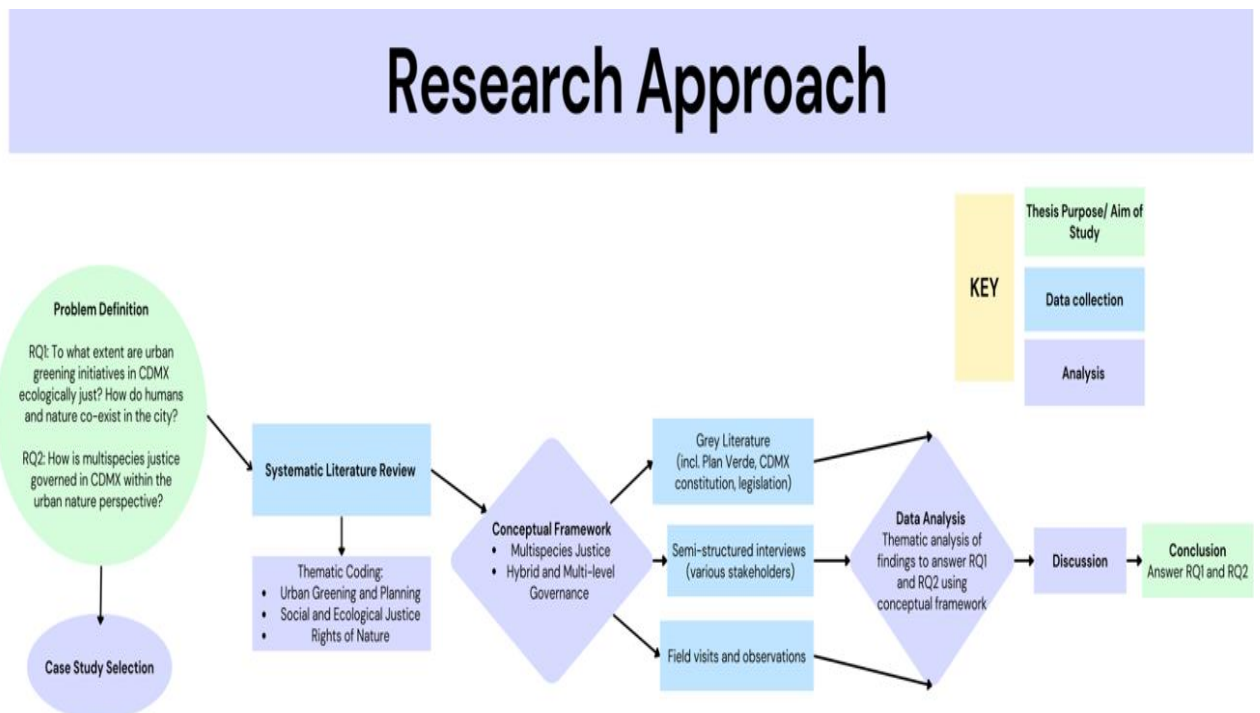 Research Approach
KEY
Thesis Purpose/ Aim of
Study
Data collection
Analysis
Problem Definition
RQ1: To what extent are urban
greening initiatives in CDMX
ecologically just? How do humans
and nature co-exist in the city?
RQ2: How is multispecies justice
governed in CDMX within the
urban nature perspective?
Case Study Selection
Systematic Literature Review
Thematic Coding:
• Urban Greening and Planning
• Social and Ecological Justice
• Rights of Nature
Conceptual Framework
• Multispecies Justice
• Hybrid and Multi-level
Governance
Grey Literature
(incl. Plan Verde, CDMX
constitution, legislation)
Semi-structured interviews
(various stakeholders)
Field visits and observations
Data Analysis
Thematic analysis of
findings to answer RQ1
and RQ2 using
conceptual framework
Discussion
Conclusion
Answer RQ1 and RQ2